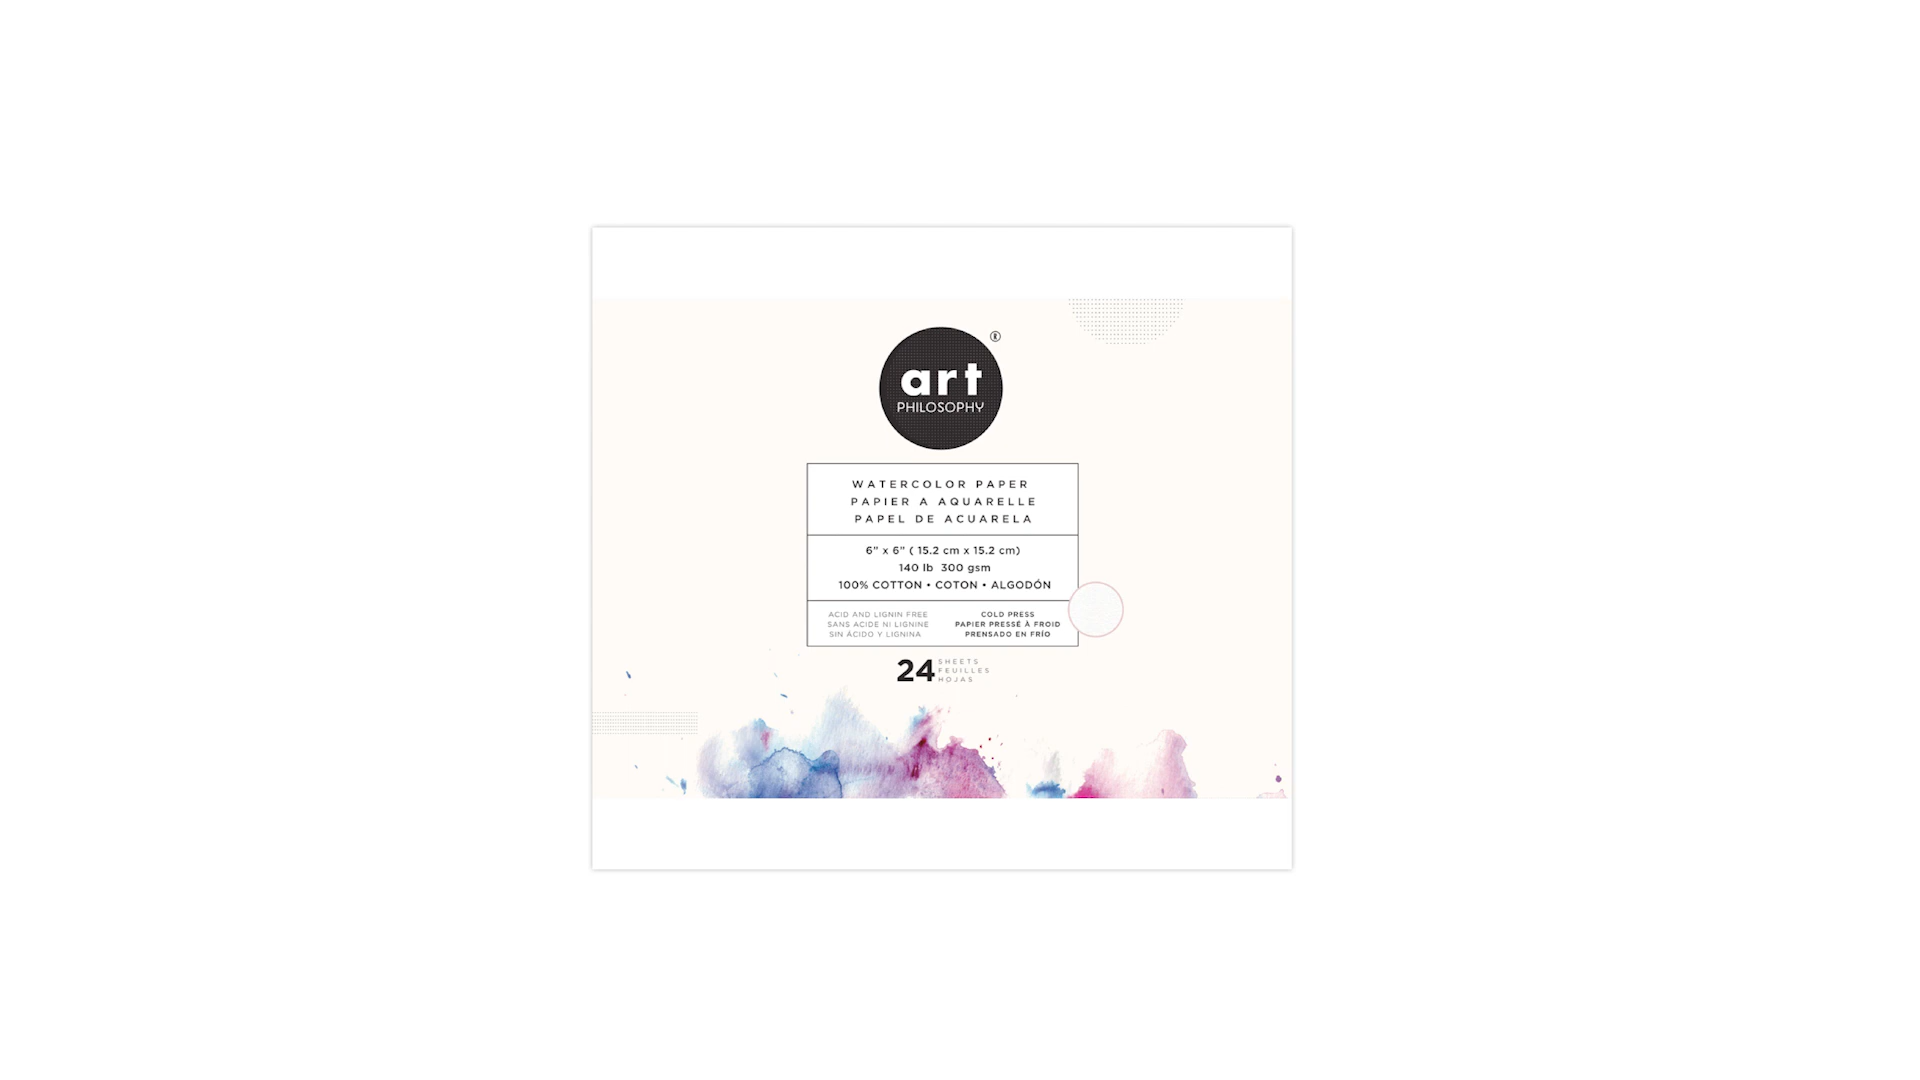 art
PHILOSOPHY
®
WATERCOLOR PAPER
PAPIER A AQUARELLE
PAPEL DE ACUARELA
6” x 6” ( 15.2 cm x 15.2 cm)
140 lb 300 gsm
100% COTTON • COTON • ALGODÓN
ACID AND LIGNIN FREE
SANS ACIDE NI LIGNINE
SIN ÁCIDO Y LIGNINA
COLD PRESS
PAPIER PRESSÉ À FROID
PRENSADO EN FRÍO
24
SHEETS
FEUILLES
HOJAS